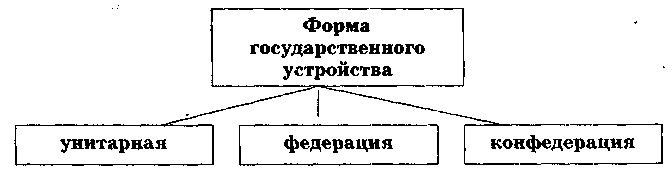 Форма
государственного
устройства
унитарная
федерация
конфедерация